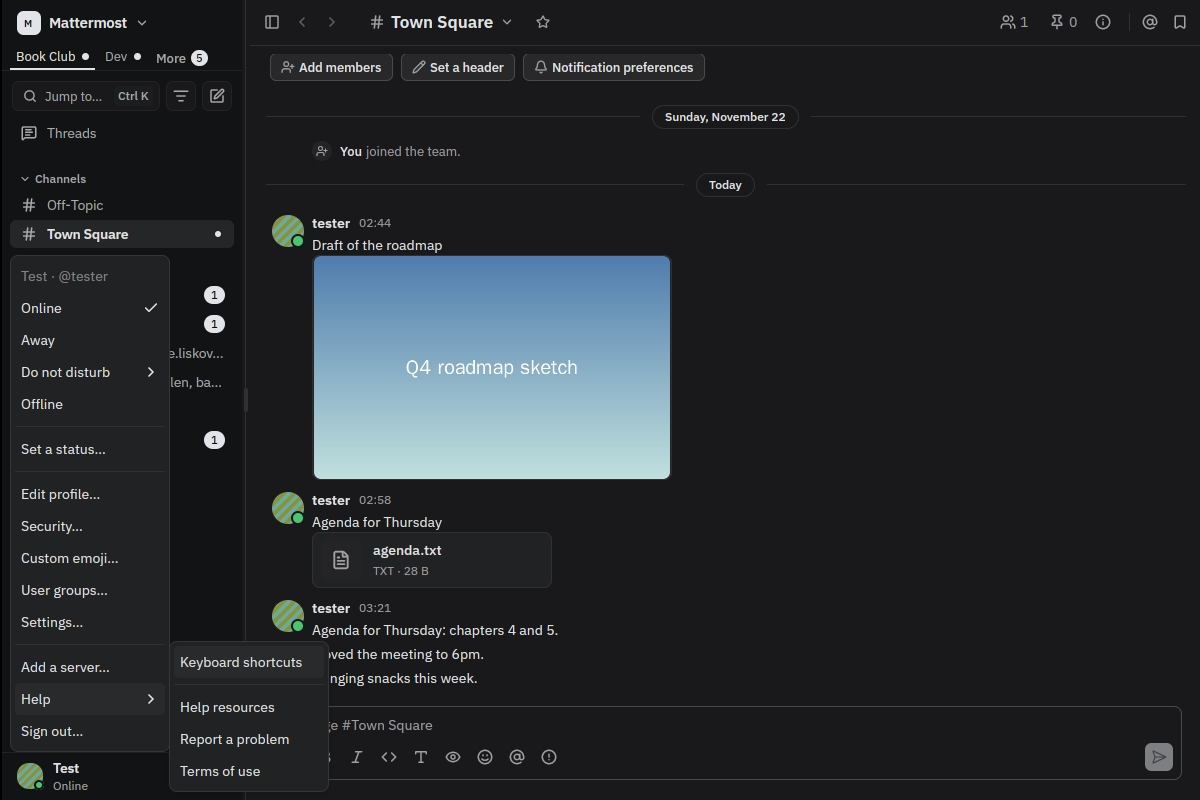 M Mattermost
Book Club Dev More 5
Jump to... Ctrl K
Threads
Channels
Off-Topic
Town Square
1
1
e.liskov...
len, ba...
1
Test · @tester
Online
Away
Do not disturb
Offline
Set a status...
Edit profile...
Security...
Custom emoji...
User groups...
Settings...
Add a server...
Help
Sign out...
Keyboard shortcuts
Help resources
Report a problem
Terms of use
Test
Online
# Town Square
1 0
Add members Set a header Notification preferences
Sunday, November 22
You joined the team.
Today
tester 02:44
Draft of the roadmap
Q4 roadmap sketch
tester 02:58
Agenda for Thursday
agenda.txt
TXT · 28 B
tester 03:21
Agenda for Thursday: chapters 4 and 5.
oved the meeting to 6pm.
nging snacks this week.
ge #Town Square